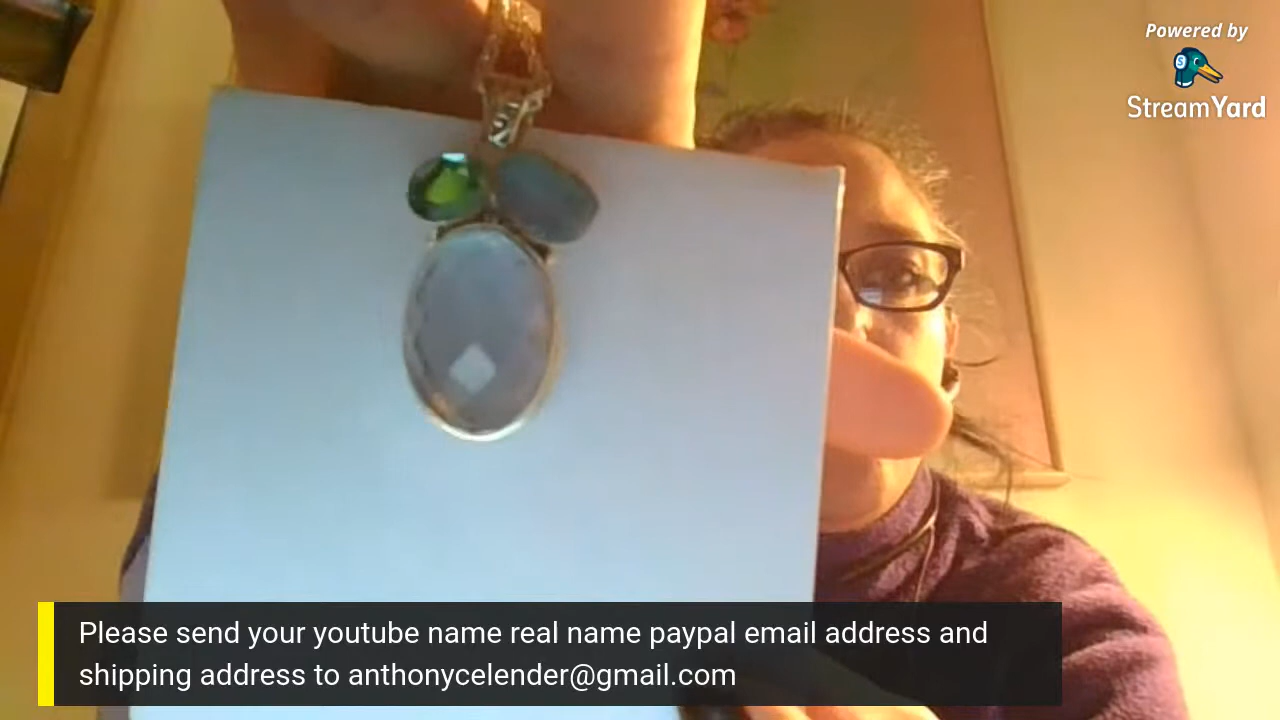 Powered by
StreamYard
Please send your youtube name real name paypal email address and
shipping address to anthonycelender@gmail.com